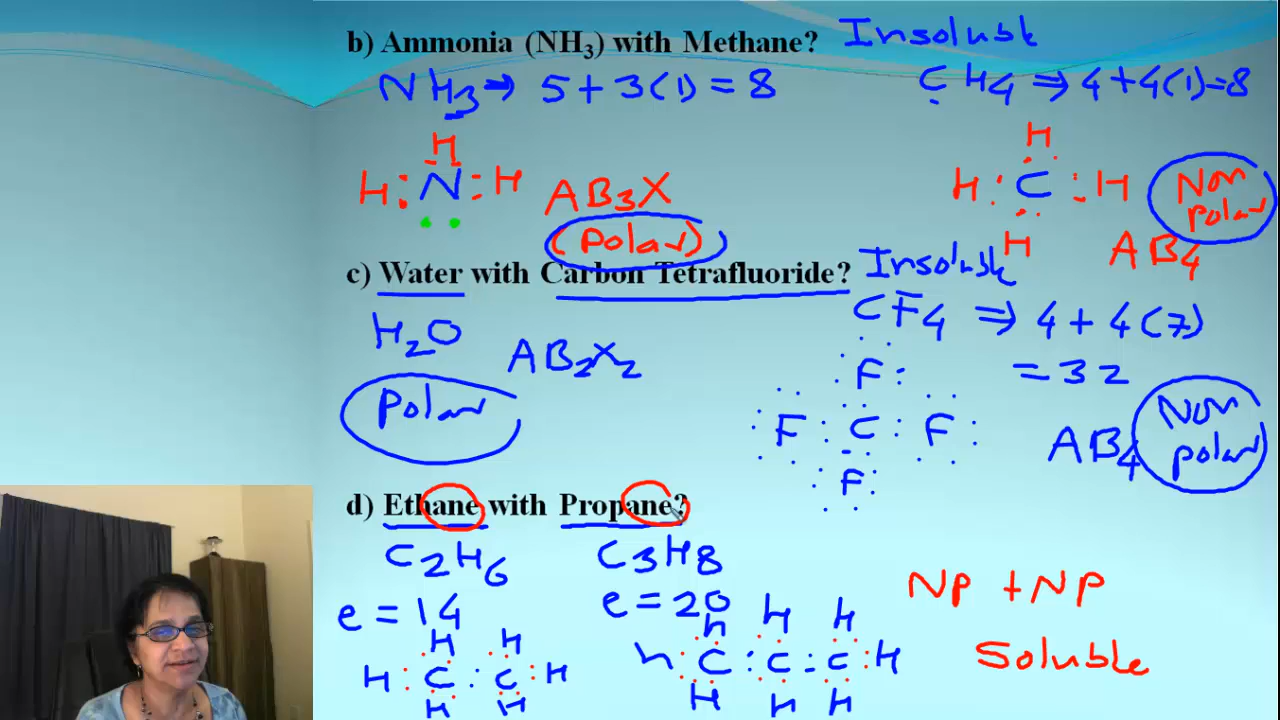 b) Ammonia (NH3) with Methane? Insoluble
NH3 ⇒ 5 + 3(1) = 8
CH4 ⇒ 4 + 4(1) = 8
H
H : N : H
AB3X
(Polar)
H
H : C : H
H
Non
polar
AB4
c) Water with Carbon Tetrafluoride? Insoluble
H2O
AB2X2
Polar
CF4 ⇒ 4 + 4(7)
= 32
F
F : C : F
F
AB4
Non
polar
d) Ethane with Propane?
C2H6
C3H8
e = 14
e = 20
H H
H : C : C : H
H H
h H H
h : C : C : C : H
H H H
NP + NP
Soluble